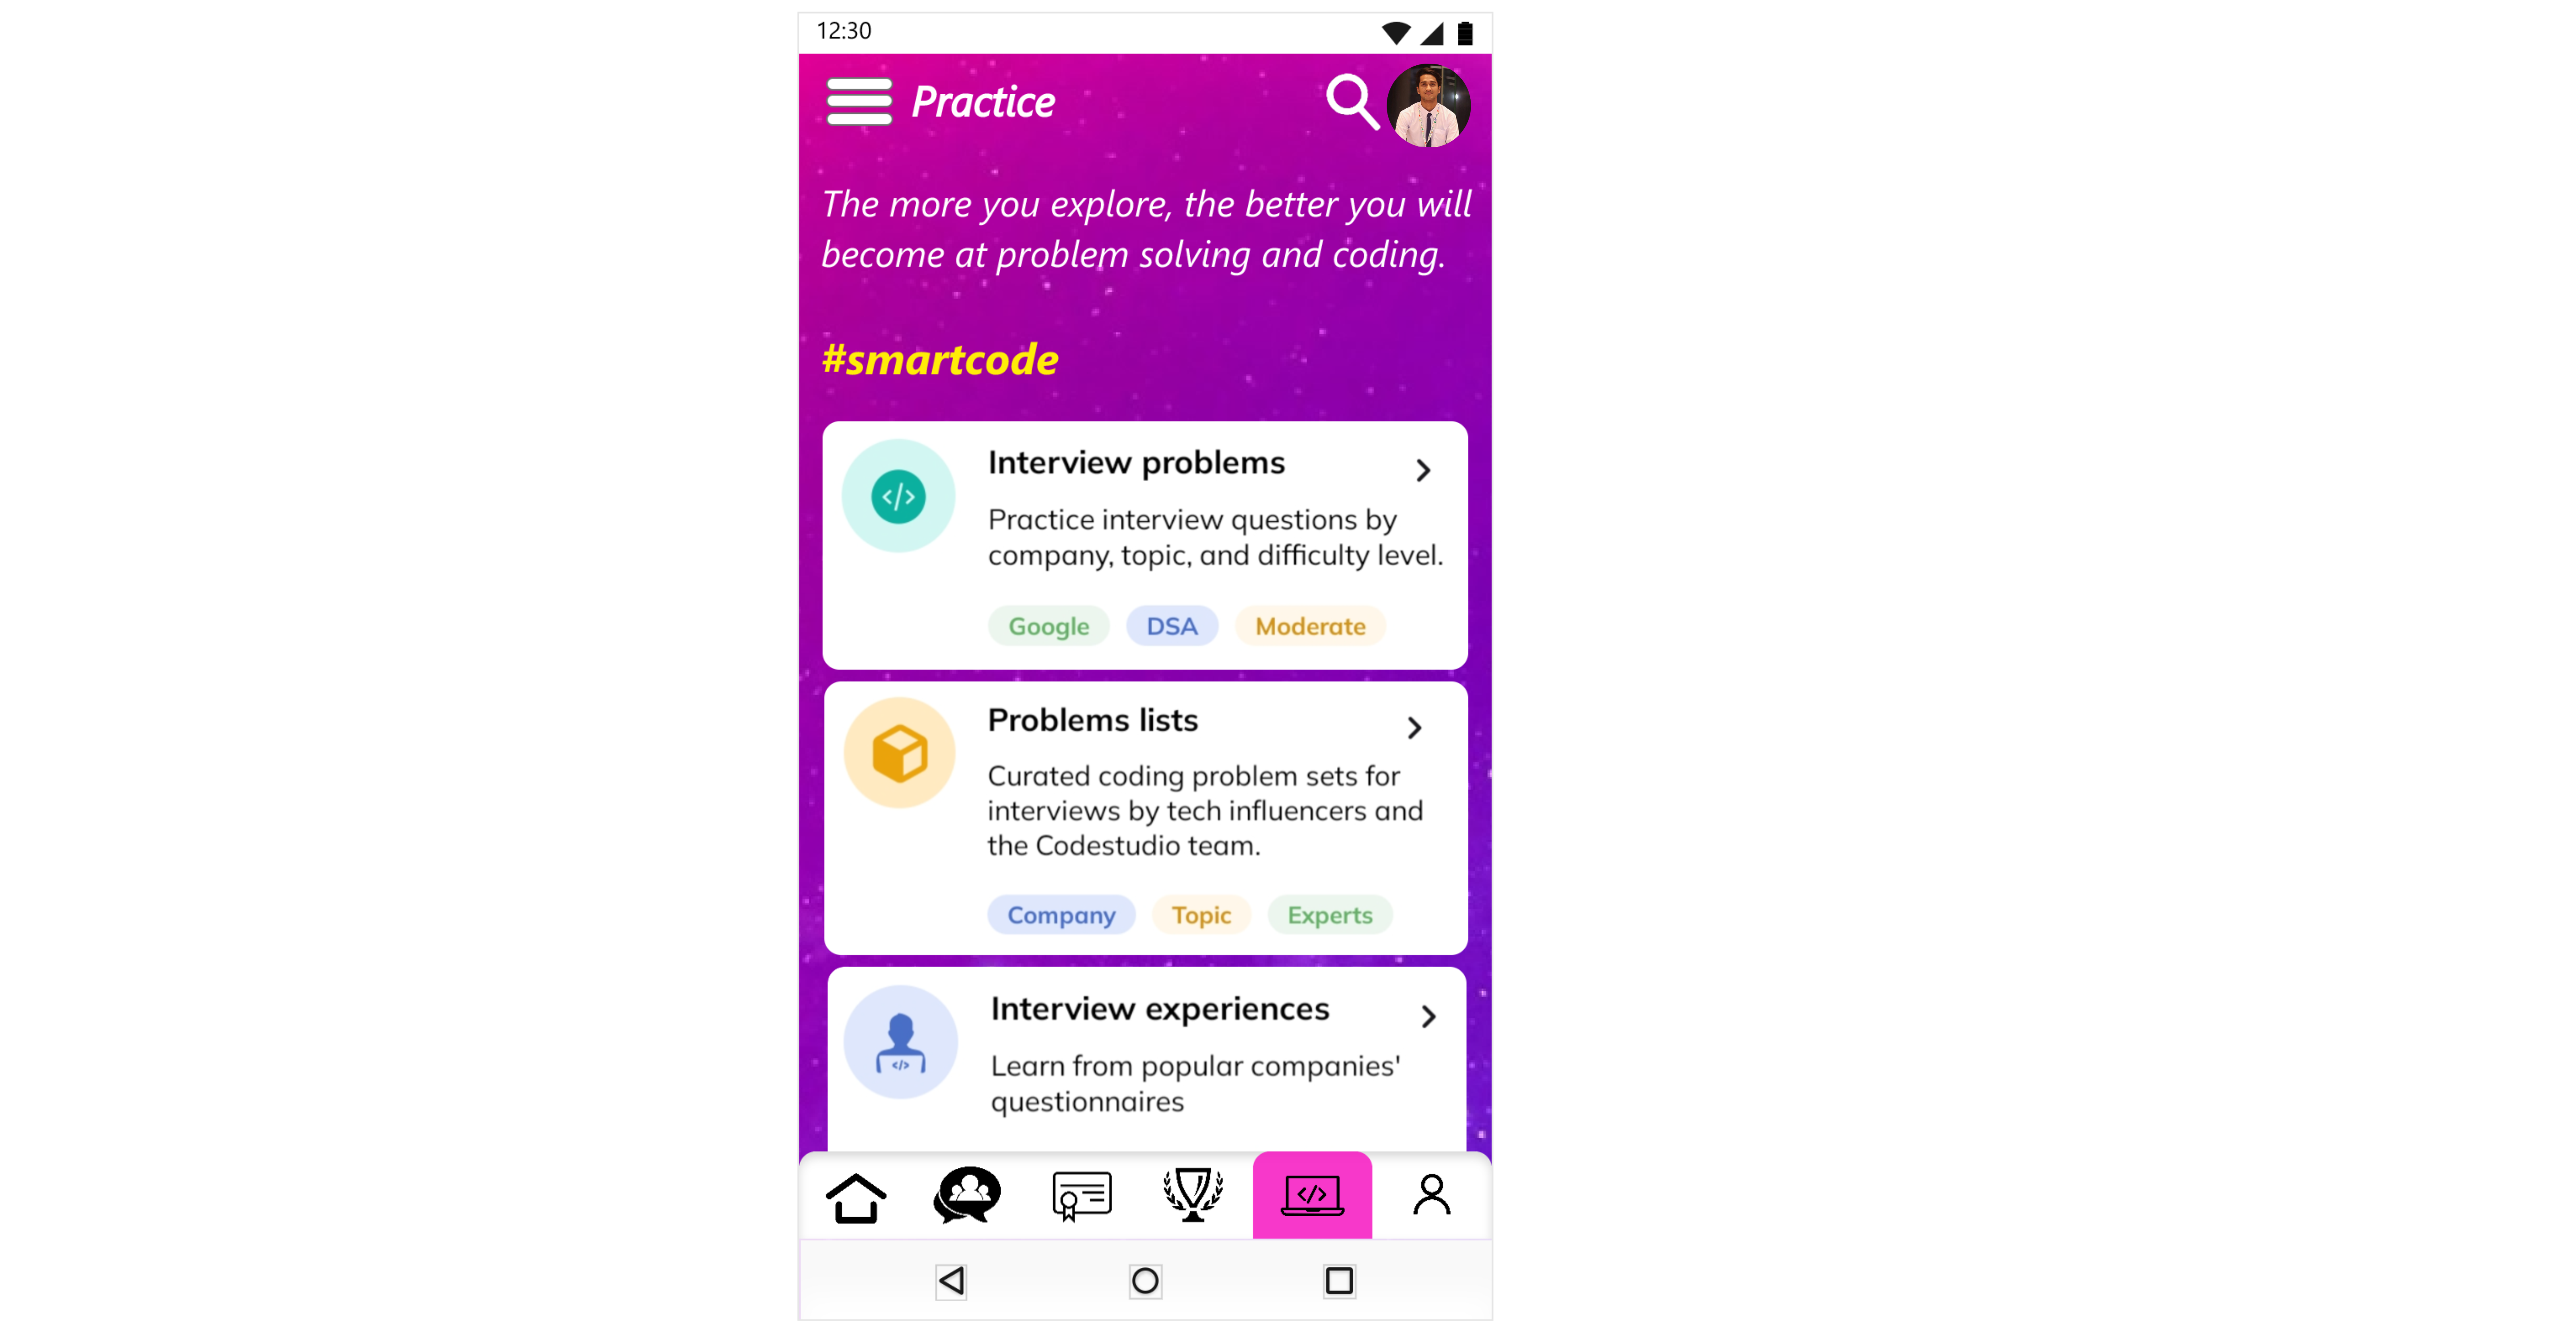 12:30
Practice
The more you explore, the better you will
become at problem solving and coding.
#smartcode
</>
Interview problems
Practice interview questions by
company, topic, and difficulty level.
Google DSA Moderate
Problems lists
Curated coding problem sets for
interviews by tech influencers and
the Codestudio team.
Company Topic Experts
Interview experiences
</>
Learn from popular companies'
questionnaires
</>